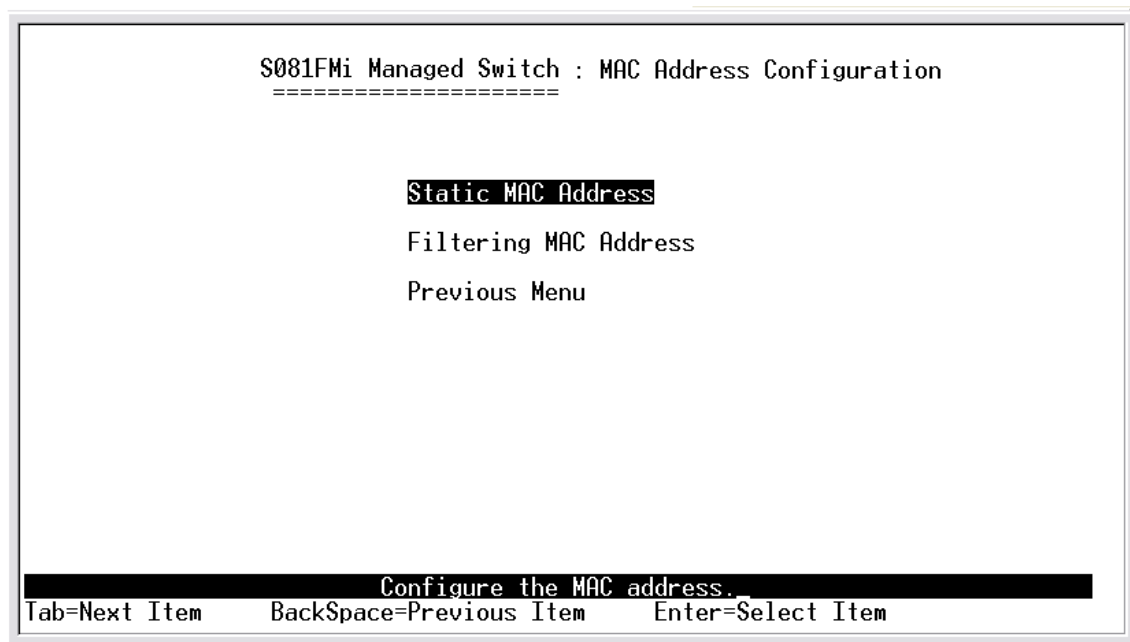 S081FMi Managed Switch : MAC Address Configuration
=====================
Static MAC Address
Filtering MAC Address
Previous Menu
Configure the MAC address._
Tab=Next Item BackSpace=Previous Item Enter=Select Item